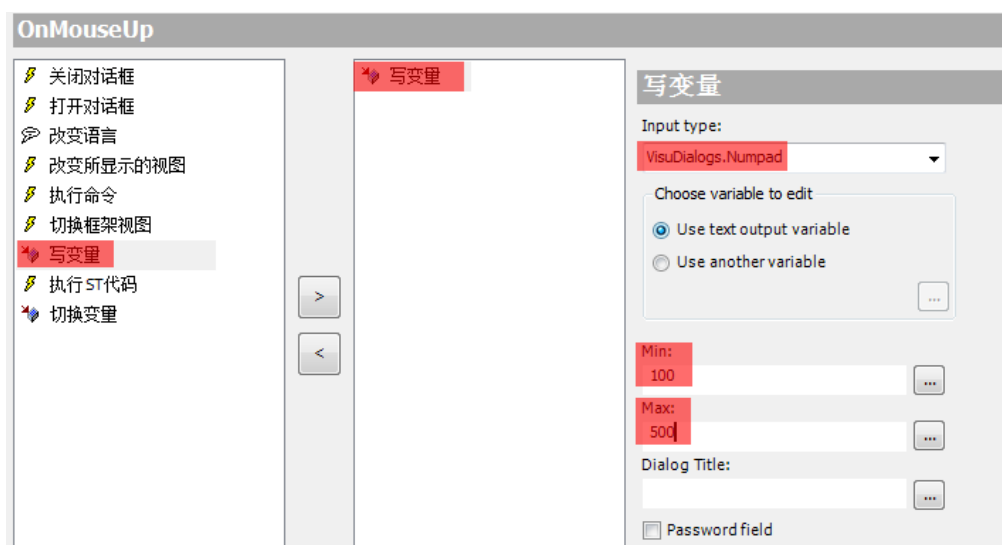 OnMouseUp
关闭对话框
打开对话框
改变语言
改变所显示的视图
执行命令
切换框架视图
写变量
执行ST代码
切换变量
>
<
写变量
写变量
Input type:
VisuDialogs.Numpad
Choose variable to edit
Use text output variable
Use another variable
...
Min:
100
...
Max:
500
...
Dialog Title:
...
Password field